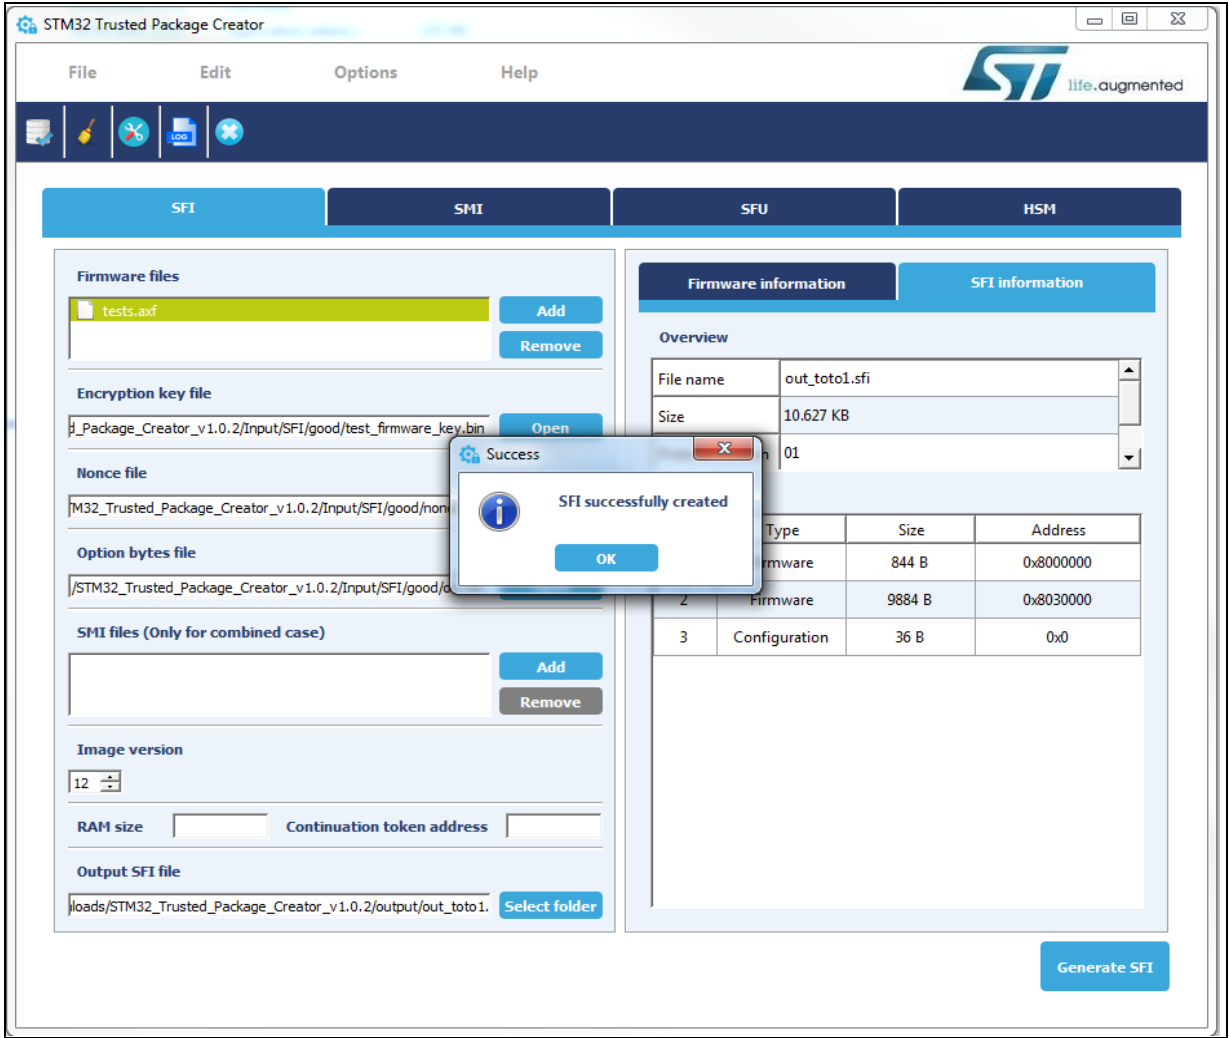 STM32 Trusted Package Creator
File Edit Options Help
life.augmented
LOG
SFI SMI SFU HSM
Firmware files
tests.axf
Add
Remove
Encryption key file
d_Package_Creator_v1.0.2/Input/SFI/good/test_firmware_key.bin
Open
Nonce file
TM32_Trusted_Package_Creator_v1.0.2/Input/SFI/good/non
Option bytes file
/STM32_Trusted_Package_Creator_v1.0.2/Input/SFI/good/o
SMI files (Only for combined case)
Add
Remove
Image version
12
RAM size Continuation token address
Output SFI file
loads/STM32_Trusted_Package_Creator_v1.0.2/output/out_toto1.
Select folder
Firmware information SFI information
Overview
File name out_toto1.sfi
Size 10.627 KB
01
Type Size Address
rmware 844 B 0x8000000
2 Firmware 9884 B 0x8030000
3 Configuration 36 B 0x0
Success
SFI successfully created
OK
Generate SFI